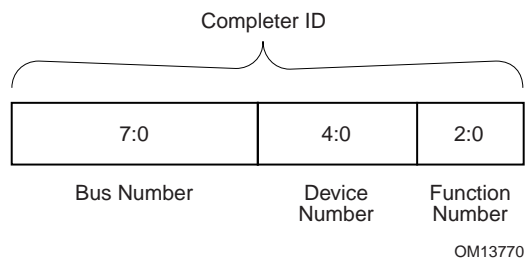 Completer ID
7:0
4:0
2:0
Bus Number
Device
Number
Function
Number
OM13770